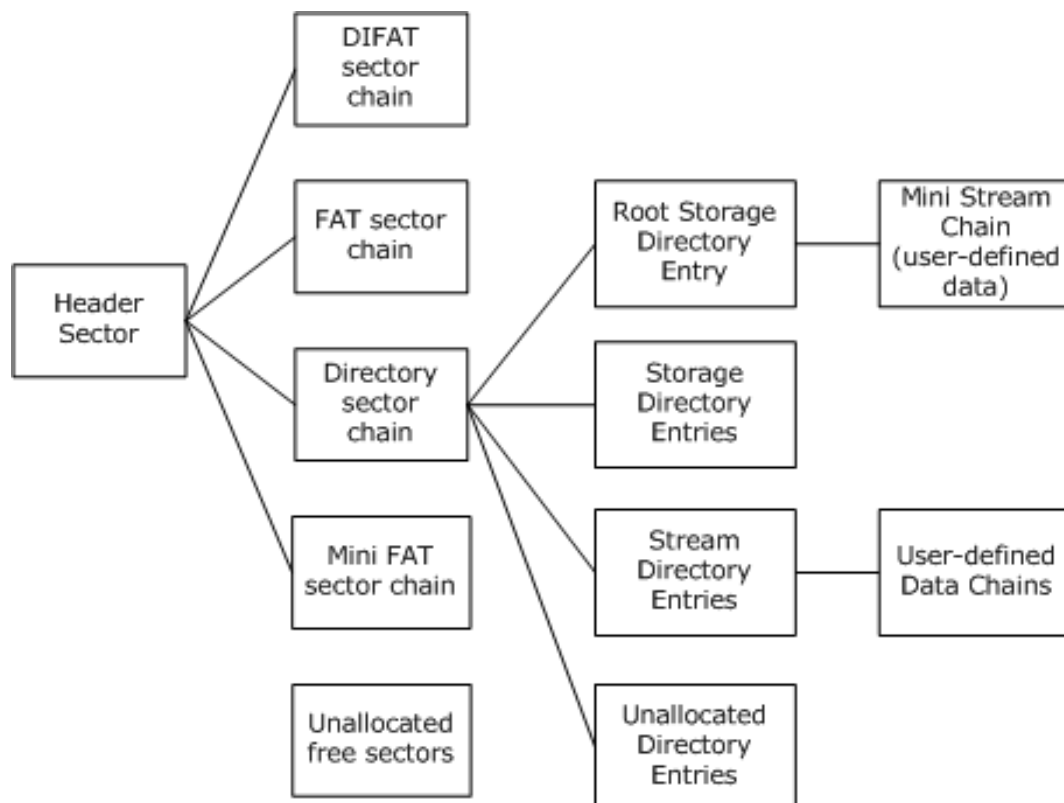 DIFAT
sector
chain
FAT sector
chain
Header
Sector
Directory
sector
chain
Mini FAT
sector chain
Unallocated
free sectors
Root Storage
Directory
Entry
Storage
Directory
Entries
Stream
Directory
Entries
Unallocated
Directory
Entries
Mini Stream
Chain
(user-defined
data)
User-defined
Data Chains